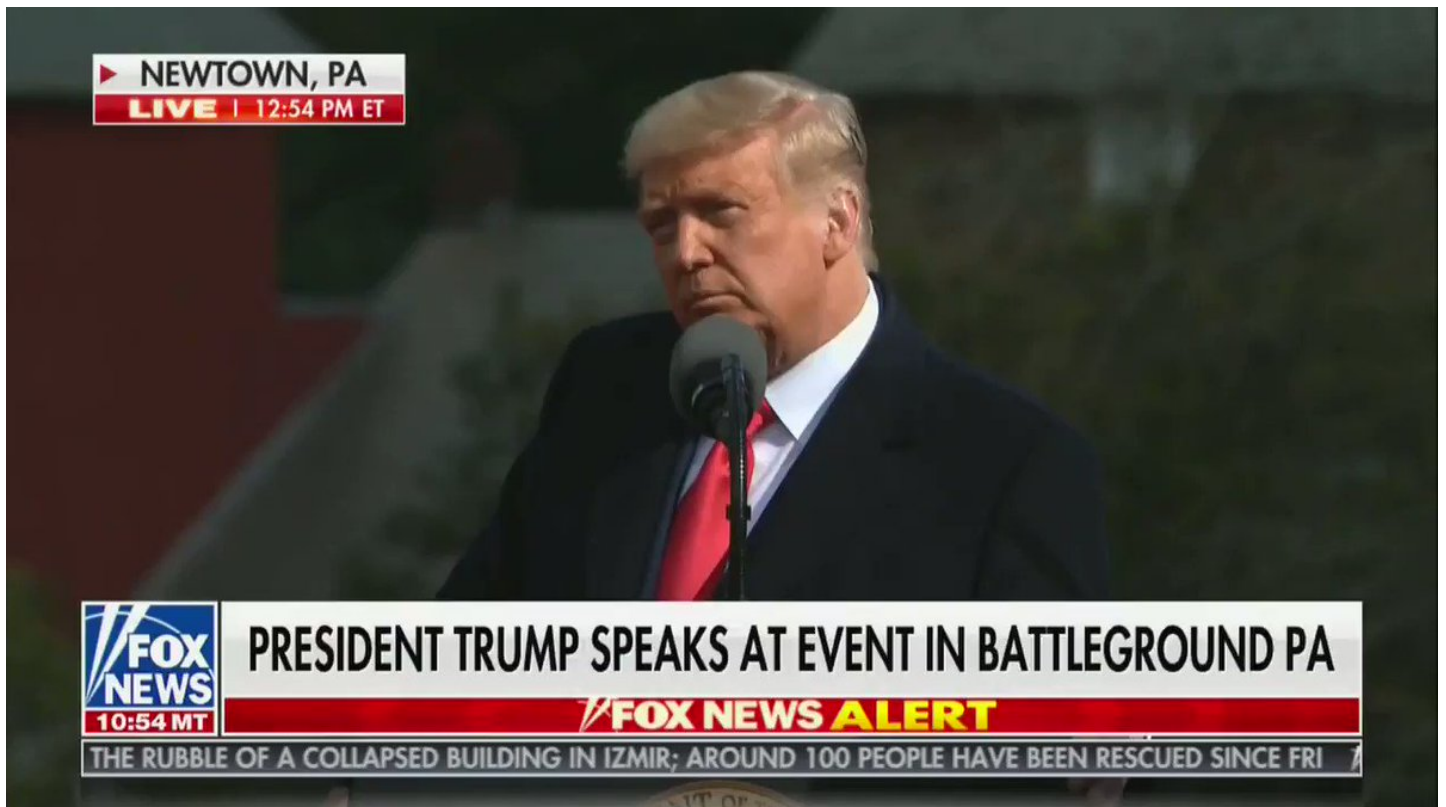 NEWTOWN, PA
LIVE | 12:54 PM ET
PRESIDENT TRUMP SPEAKS AT EVENT IN BATTLEGROUND PA
FOX
NEWS
10:54 MT
FOX NEWS ALERT
THE RUBBLE OF A COLLAPSED BUILDING IN IZMIR; AROUND 100 PEOPLE HAVE BEEN RESCUED SINCE FRI